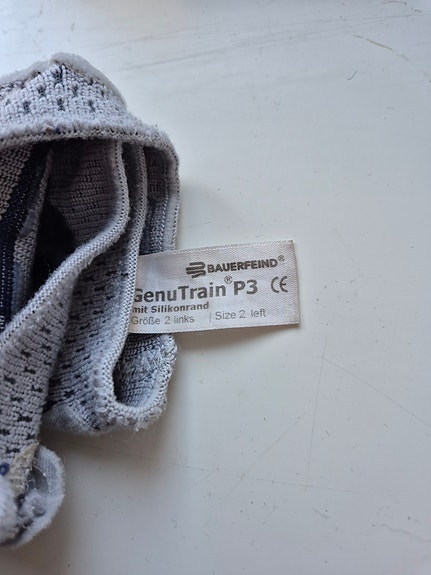 BAUERFEIND®
GenuTrain® P3 CE
mit Silikonrand
Größe 2 links | Size 2 left